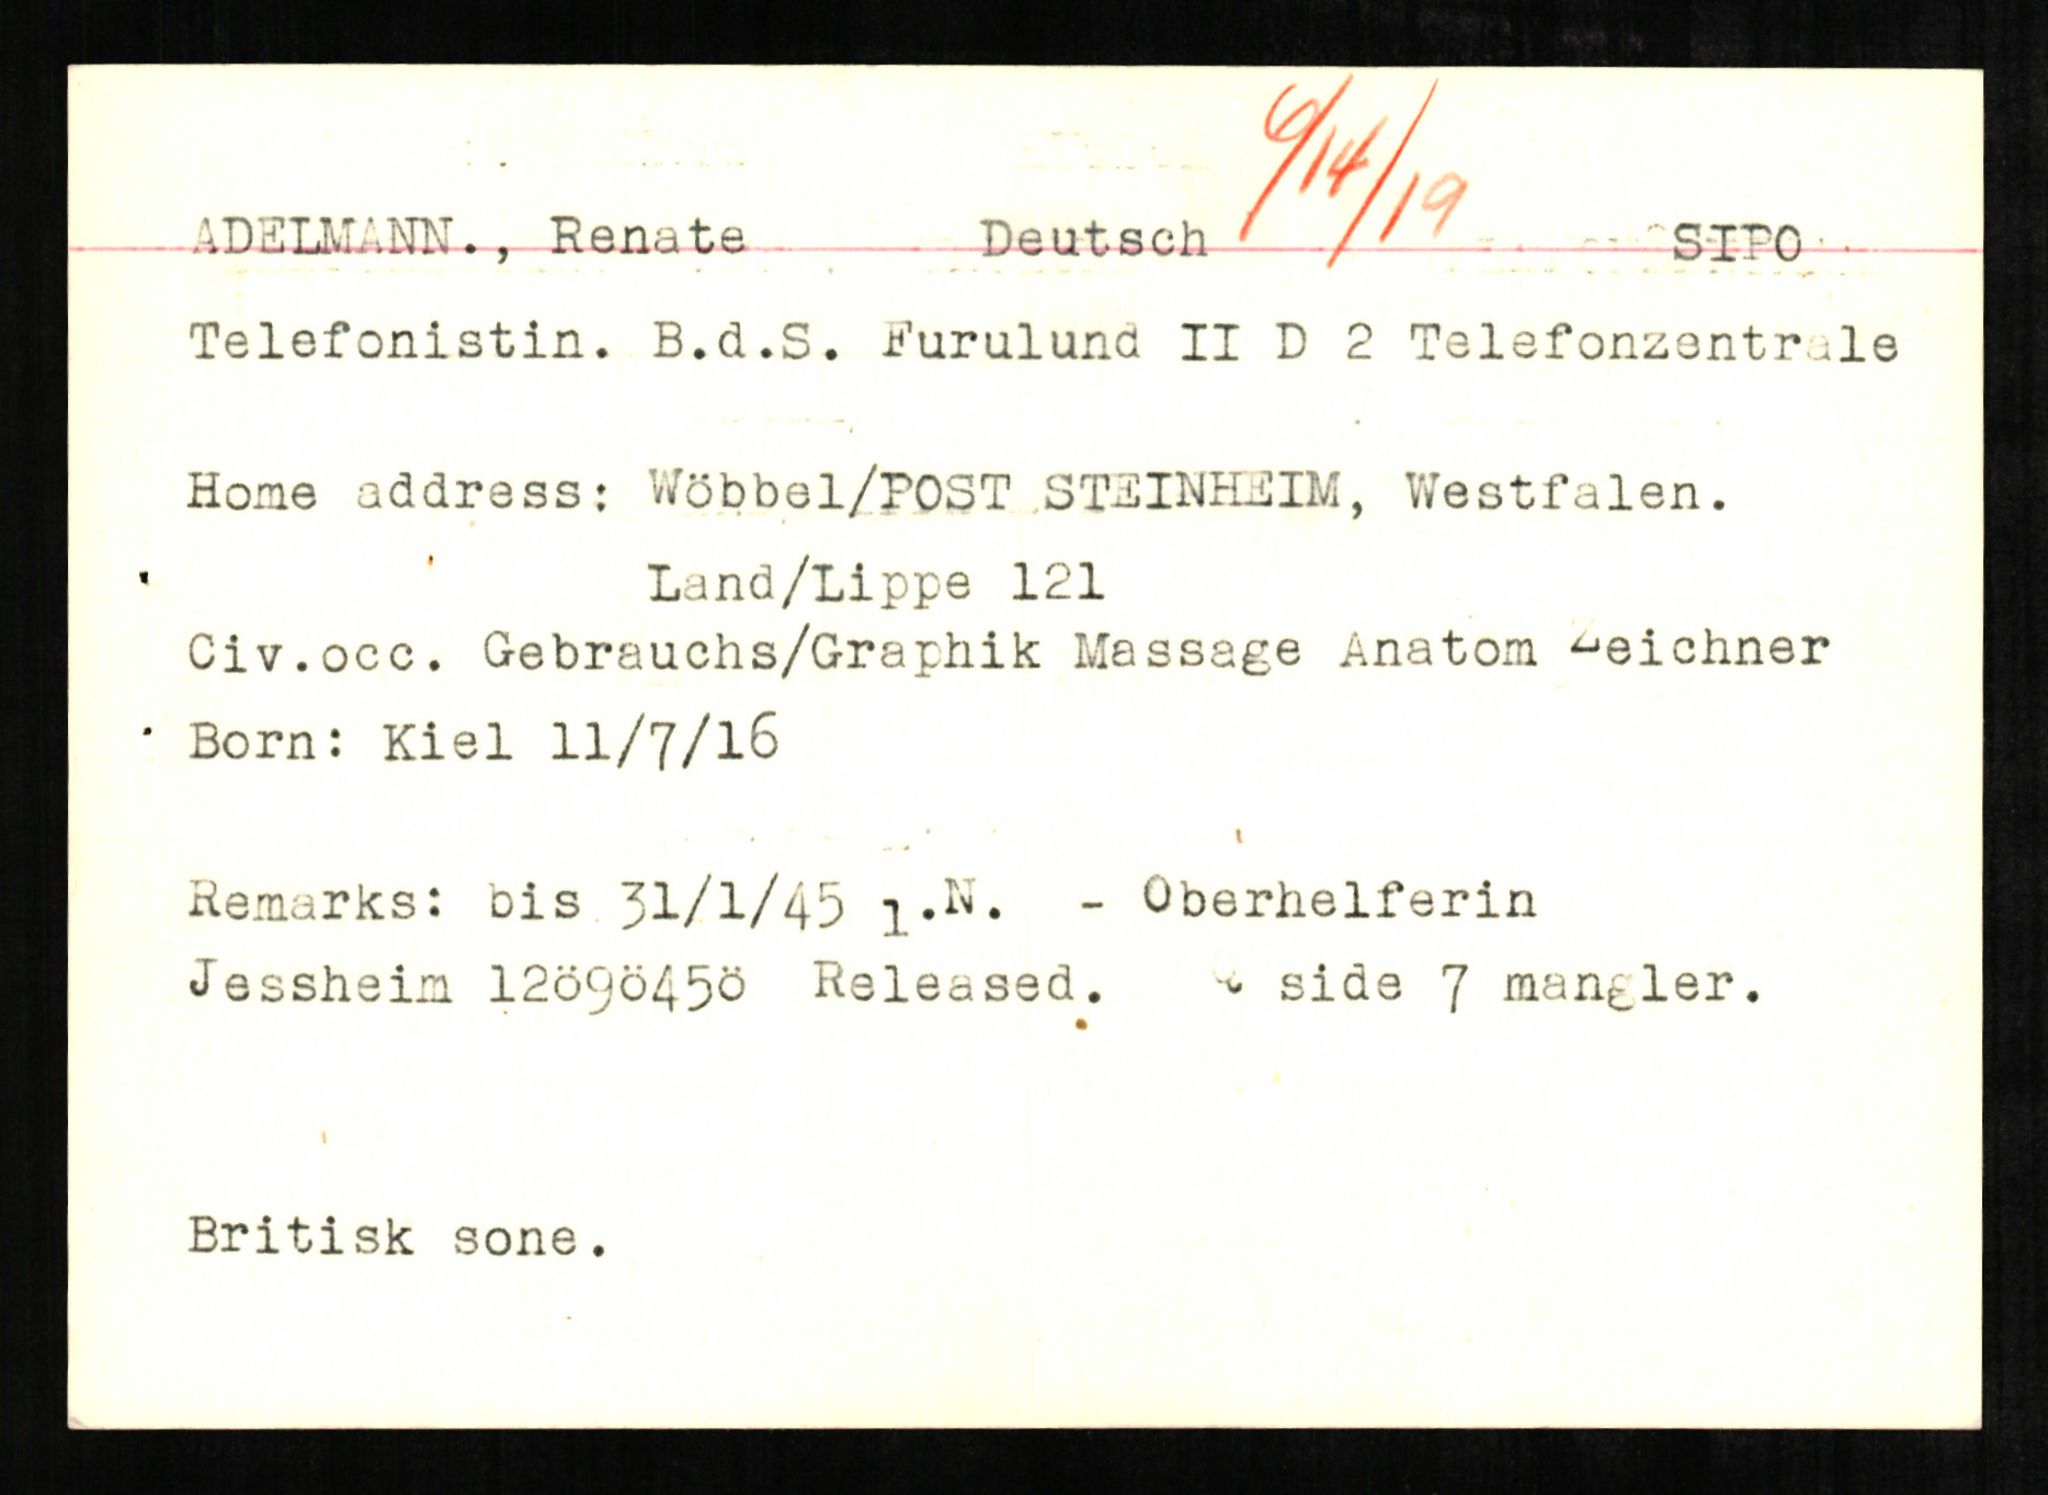 6/14/19
ADELMANN., Renate Deutsch SIPO
Telefonistin. B.d.S. Furulund II D 2 Telefonzentrale
Home address: Wöbbel/POST STEINHEIM, Westfalen.
Land/Lippe 121
Civ.occ. Gebrauchs/Graphik Massage Anatom Zeichner
Born: Kiel 11/7/16
Remarks: bis 31/1/45 l.N. - Oberhelferin
Jessheim 12ö9ö45ö Released. side 7 mangler.
Britisk sone.